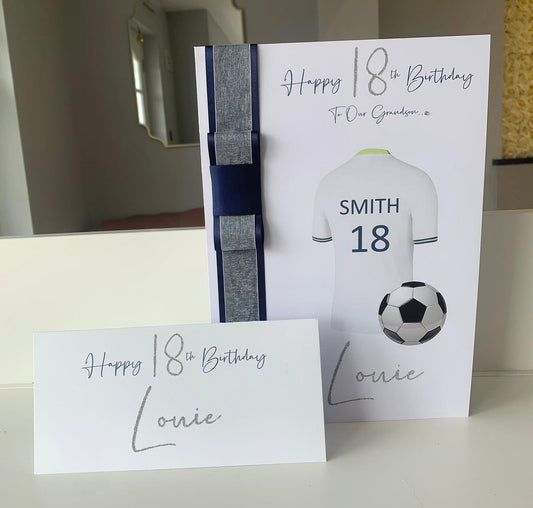 Happy 18th Birthday
To Our Grandson..
SMITH
18
Louie
Happy 18th Birthday
Louie